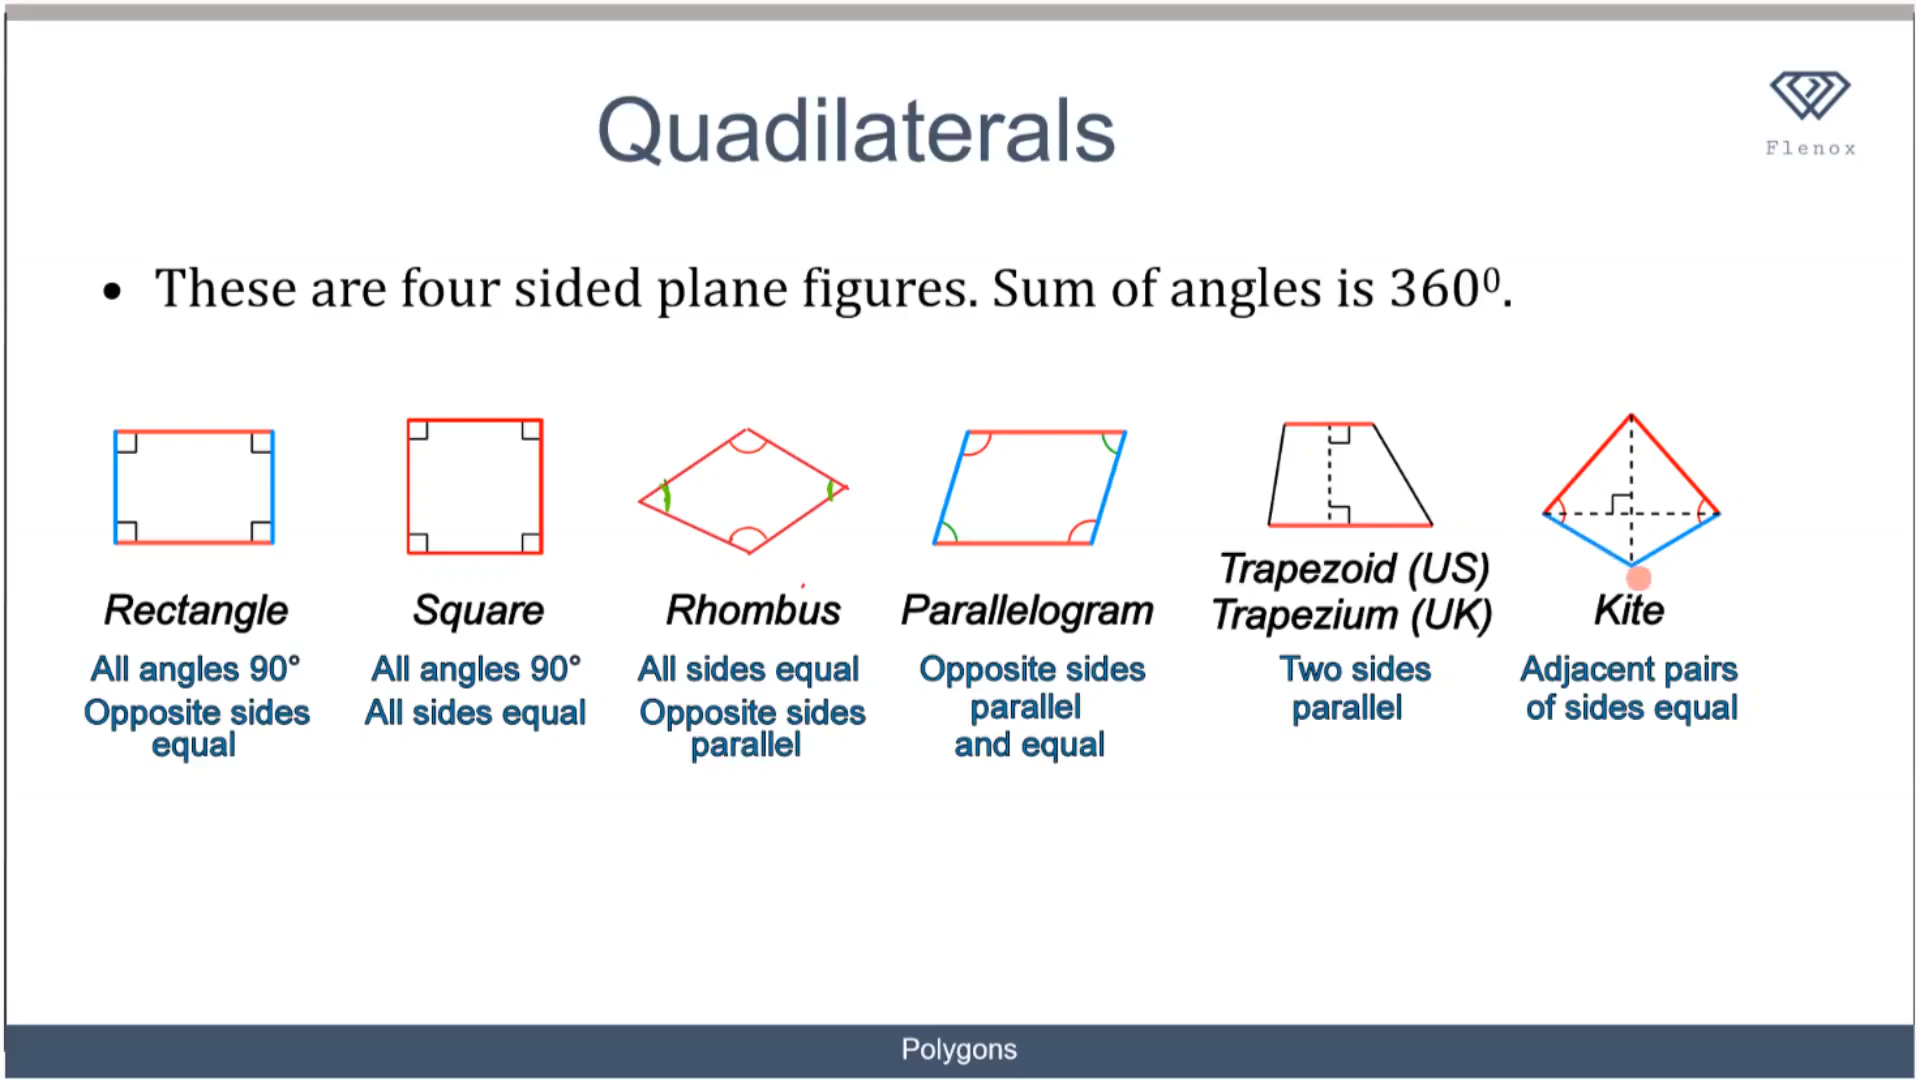 Quadilaterals
Flenox
• These are four sided plane figures. Sum of angles is 360⁰.
Rectangle
All angles 90°
Opposite sides
equal
Square
All angles 90°
All sides equal
Rhombus
All sides equal
Opposite sides
parallel
Parallelogram
Opposite sides
parallel
and equal
Trapezoid (US)
Trapezium (UK)
Two sides
parallel
Kite
Adjacent pairs
of sides equal
Polygons